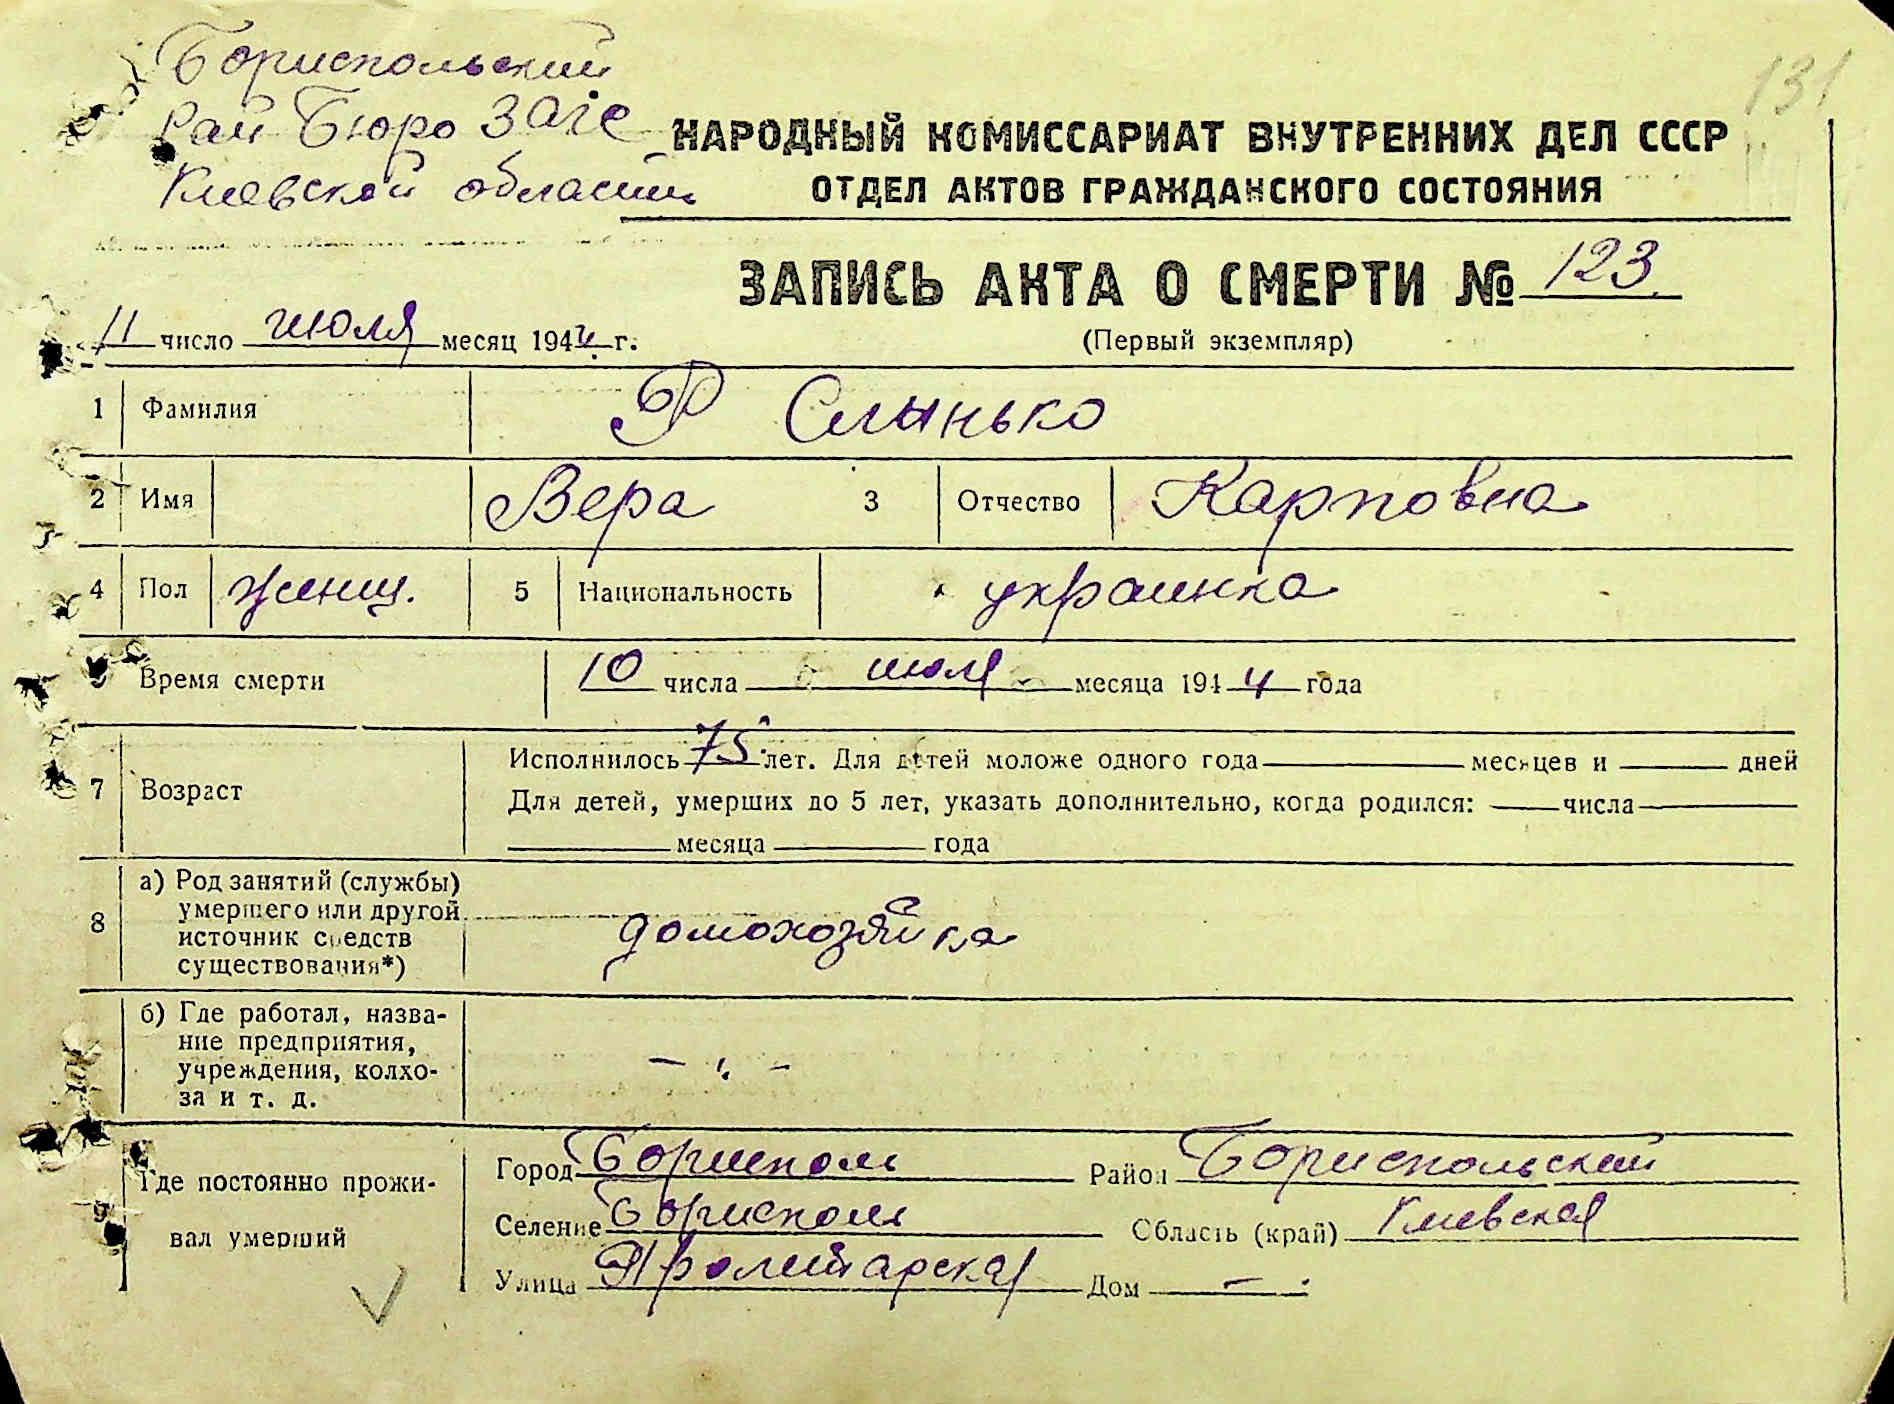 Бориспольский
131
Рай Бюро Загс
НАРОДНЫЙ КОМИССАРИАТ ВНУТРЕННИХ ДЕЛ СССР
Киевской области
ОТДЕЛ АКТОВ ГРАЖДАНСКОГО СОСТОЯНИЯ
ЗАПИСЬ АКТА О СМЕРТИ № 123.
11 число июля месяц 1944 г.
(Первый экземпляр)
1 Фамилия Слынько
2 Имя Вера 3 Отчество Карповна
4 Пол женщ. 5 Национальность украинка
Время смерти 10 числа июля месяца 1944 года
7 Возраст
Исполнилось 75 лет. Для детей моложе одного года месяцев и дней
Для детей, умерших до 5 лет, указать дополнительно, когда родился: числа
месяца года
8 а) Род занятий (службы)
умершего или другой
источник средств
существования*)
домохозяйка
б) Где работал, назва-
ние предприятия,
учреждения, колхо-
за и т. д.
– " –
9 Где постоянно прожи-
вал умерший
Город Борисполь Район Бориспольский
Селение Борисполь Область (край) Киевская
Улица Пролитарская Дом –